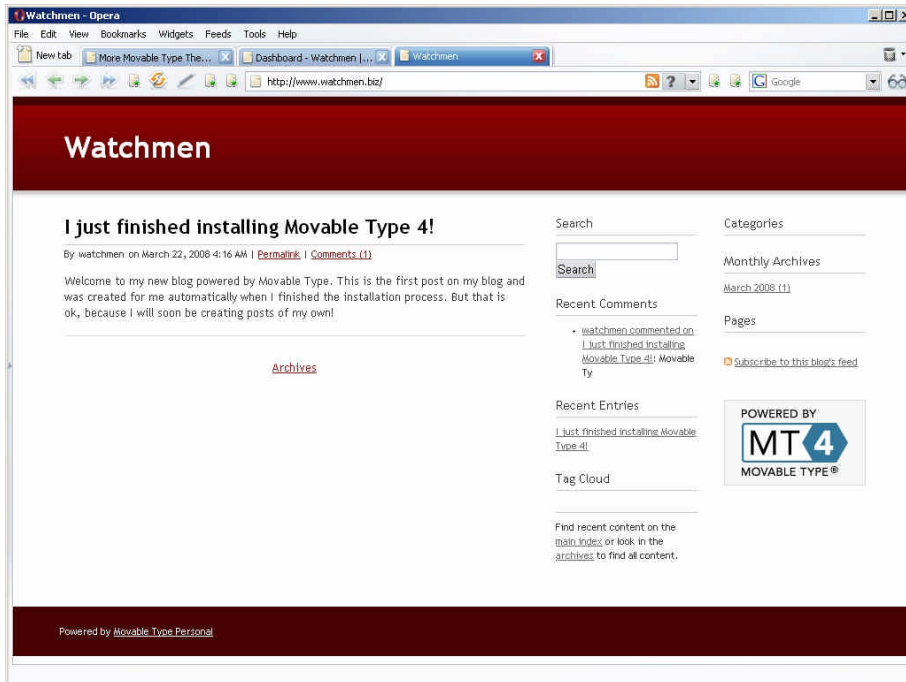 Watchmen - Opera
File Edit View Bookmarks Widgets Feeds Tools Help
New tab
More Movable Type The...
Dashboard - Watchmen |...
Watchmen
http://www.watchmen.biz/
? G Google
Watchmen
I just finished installing Movable Type 4!
By watchmen on March 22, 2008 4:16 AM | Permalink | Comments (1)
Welcome to my new blog powered by Movable Type. This is the first post on my blog and
was created for me automatically when I finished the installation process. But that is
ok, because I will soon be creating posts of my own!
Archives
Search
Search
Recent Comments
watchmen commented on
I just finished installing
Movable Type 4!: Movable
Ty
Recent Entries
I just finished installing Movable
Type 4!
Tag Cloud
Find recent content on the
main index or look in the
archives to find all content.
Categories
Monthly Archives
March 2008 (1)
Pages
Subscribe to this blog's feed
POWERED BY
MT 4
MOVABLE TYPE®
Powered by Movable Type Personal